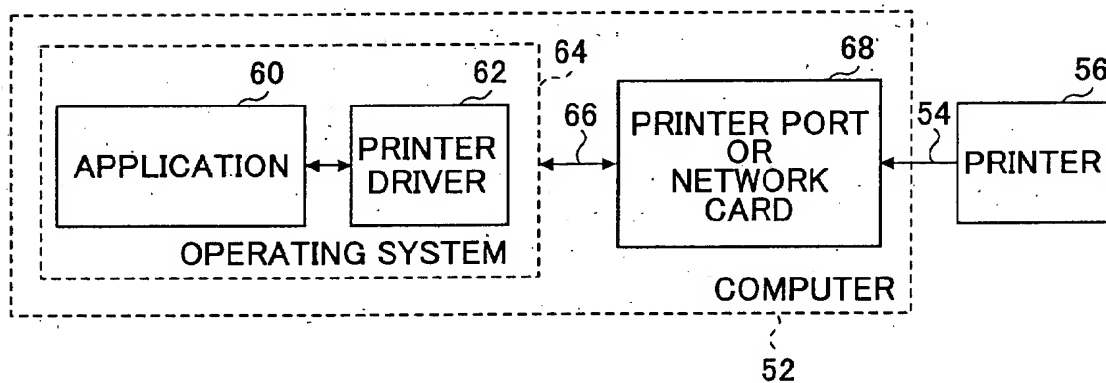 64
68
56
60
62
54
66
APPLICATION
PRINTER
DRIVER
PRINTER PORT
OR
NETWORK
CARD
PRINTER
OPERATING SYSTEM
COMPUTER
52